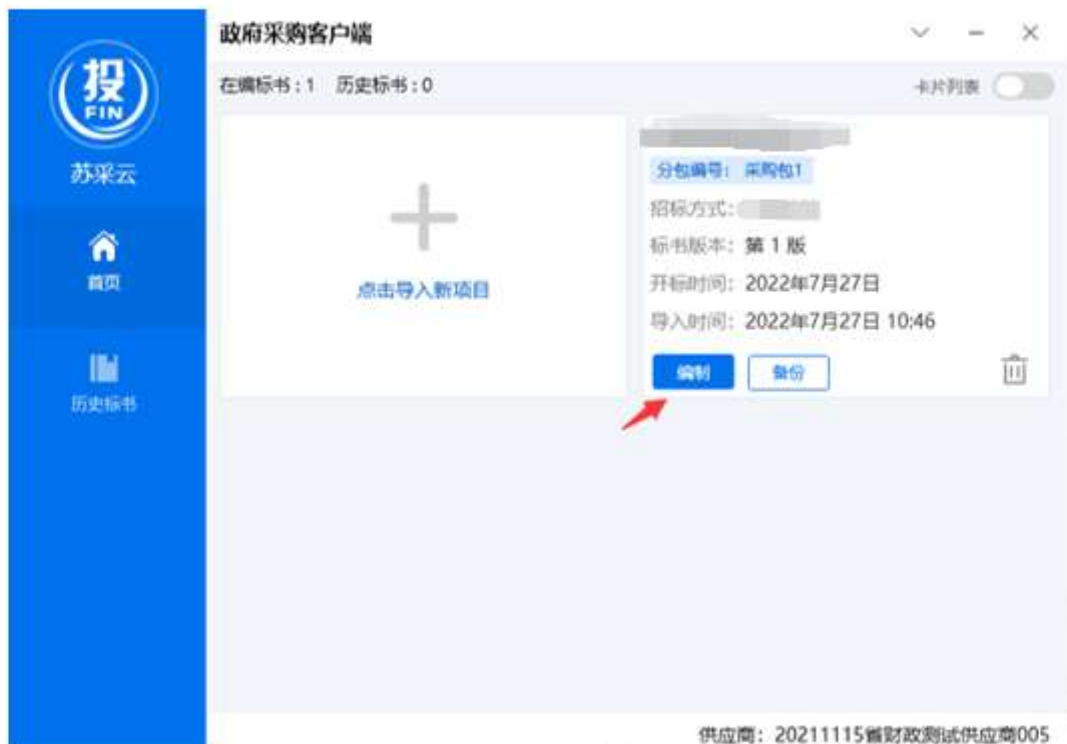 政府采购客户端
在编标书：1 历史标书：0
卡片列表
投
FIN
苏采云
首页
历史标书
点击导入新项目
分包编号： 采购包1
招标方式：
标书版本： 第 1 版
开标时间： 2022年7月27日
导入时间： 2022年7月27日 10:46
编制
备份
供应商： 20211115省财政测试供应商005